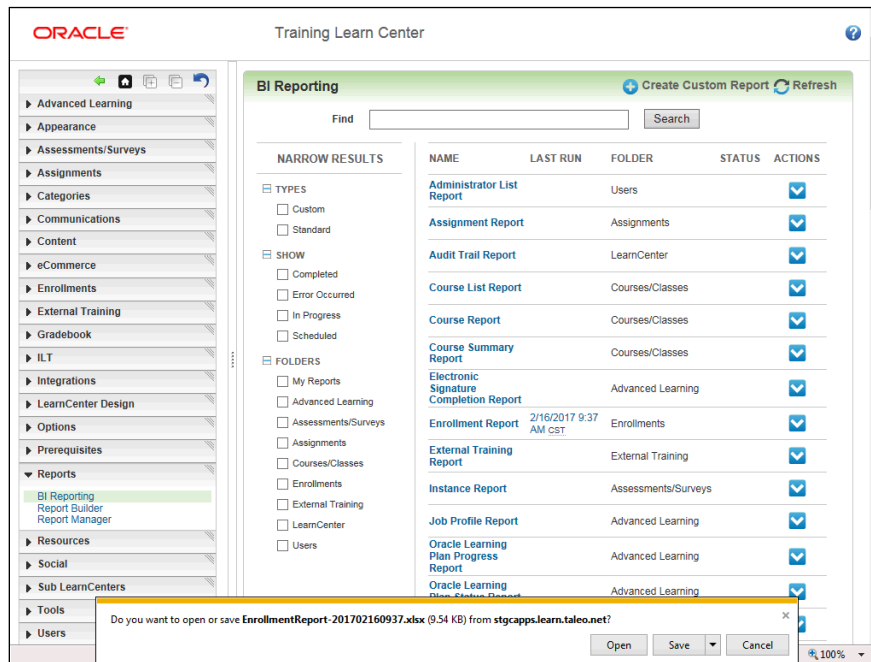 ORACLE
Training Learn Center
Advanced Learning
Appearance
Assessments/Surveys
Assignments
Categories
Communications
Content
eCommerce
Enrollments
External Training
Gradebook
ILT
Integrations
LearnCenter Design
Options
Prerequisites
Reports
BI Reporting
Report Builder
Report Manager
Resources
Social
Sub LearnCenters
Tools
Users
BI Reporting
Create Custom Report
Refresh
Find
Search
NARROW RESULTS
TYPES
Custom
Standard
SHOW
Completed
Error Occurred
In Progress
Scheduled
FOLDERS
My Reports
Advanced Learning
Assessments/Surveys
Assignments
Courses/Classes
Enrollments
External Training
LearnCenter
Users
NAME LAST RUN FOLDER STATUS ACTIONS
Administrator List
Report
Users
Assignment Report Assignments
Audit Trail Report LearnCenter
Course List Report Courses/Classes
Course Report Courses/Classes
Course Summary
Report
Courses/Classes
Electronic
Signature
Completion Report
Advanced Learning
Enrollment Report
2/16/2017 9:37
AM CST
Enrollments
External Training
Report
External Training
Instance Report Assessments/Surveys
Job Profile Report Advanced Learning
Oracle Learning
Plan Progress
Report
Advanced Learning
Oracle Learning
Plan Status Report
Advanced Learning
Do you want to open or save EnrollmentReport-201702160937.xlsx (9.54 KB) from stgcapps.learn.taleo.net?
Open Save Cancel
100%